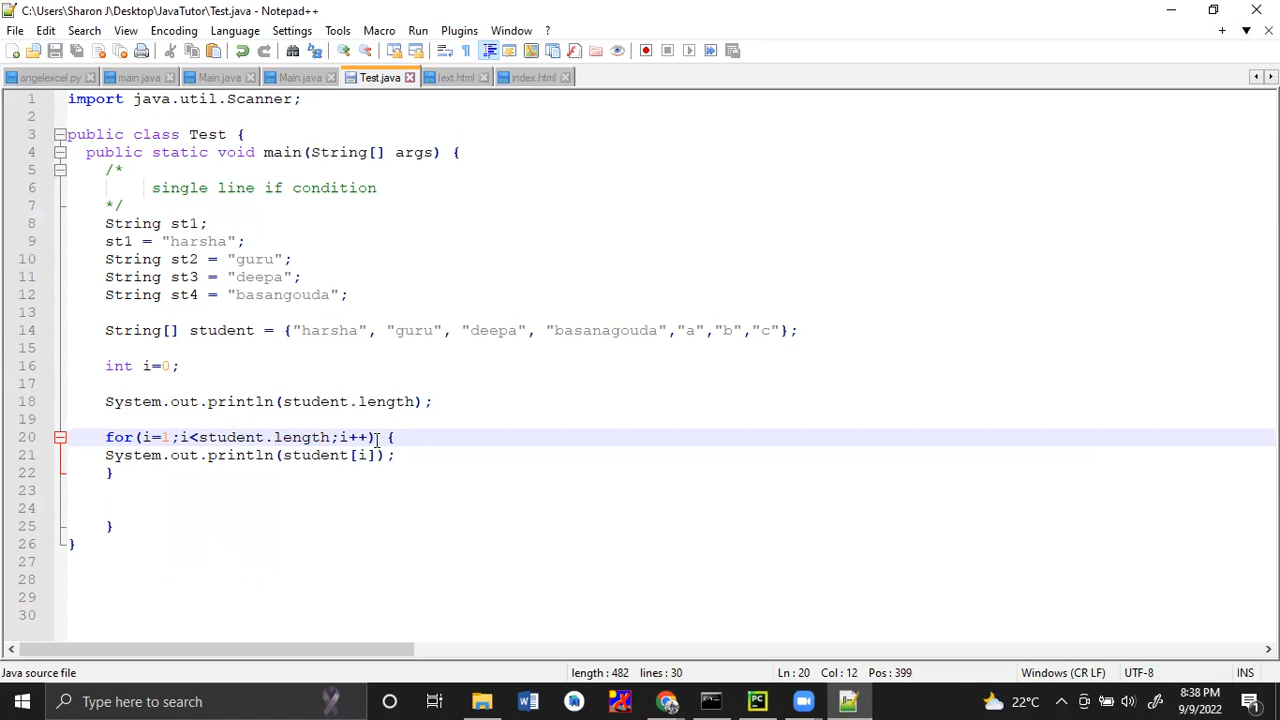 C:\Users\Sharon J\Desktop\JavaTutor\Test.java - Notepad++
File Edit Search View Encoding Language Settings Tools Macro Run Plugins Window ?
angelexcel.py main.java Main.java Main.java Test.java text.html index.html
1 import java.util.Scanner;
2
3 public class Test {
4 public static void main(String[] args) {
5 /*
6 single line if condition
7 */
8 String st1;
9 st1 = "harsha";
10 String st2 = "guru";
11 String st3 = "deepa";
12 String st4 = "basangouda";
13
14 String[] student = {"harsha", "guru", "deepa", "basanagouda","a","b","c"};
15
16 int i=0;
17
18 System.out.println(student.length);
19
20 for(i=1;i<student.length;i++) {
21 System.out.println(student[i]);
22 }
23
24
25 }
26 }
27
28
29
30
Java source file length : 482 lines : 30 Ln : 20 Col : 12 Pos : 399 Windows (CR LF) UTF-8 INS
Type here to search 22°C 8:38 PM
9/9/2022 1